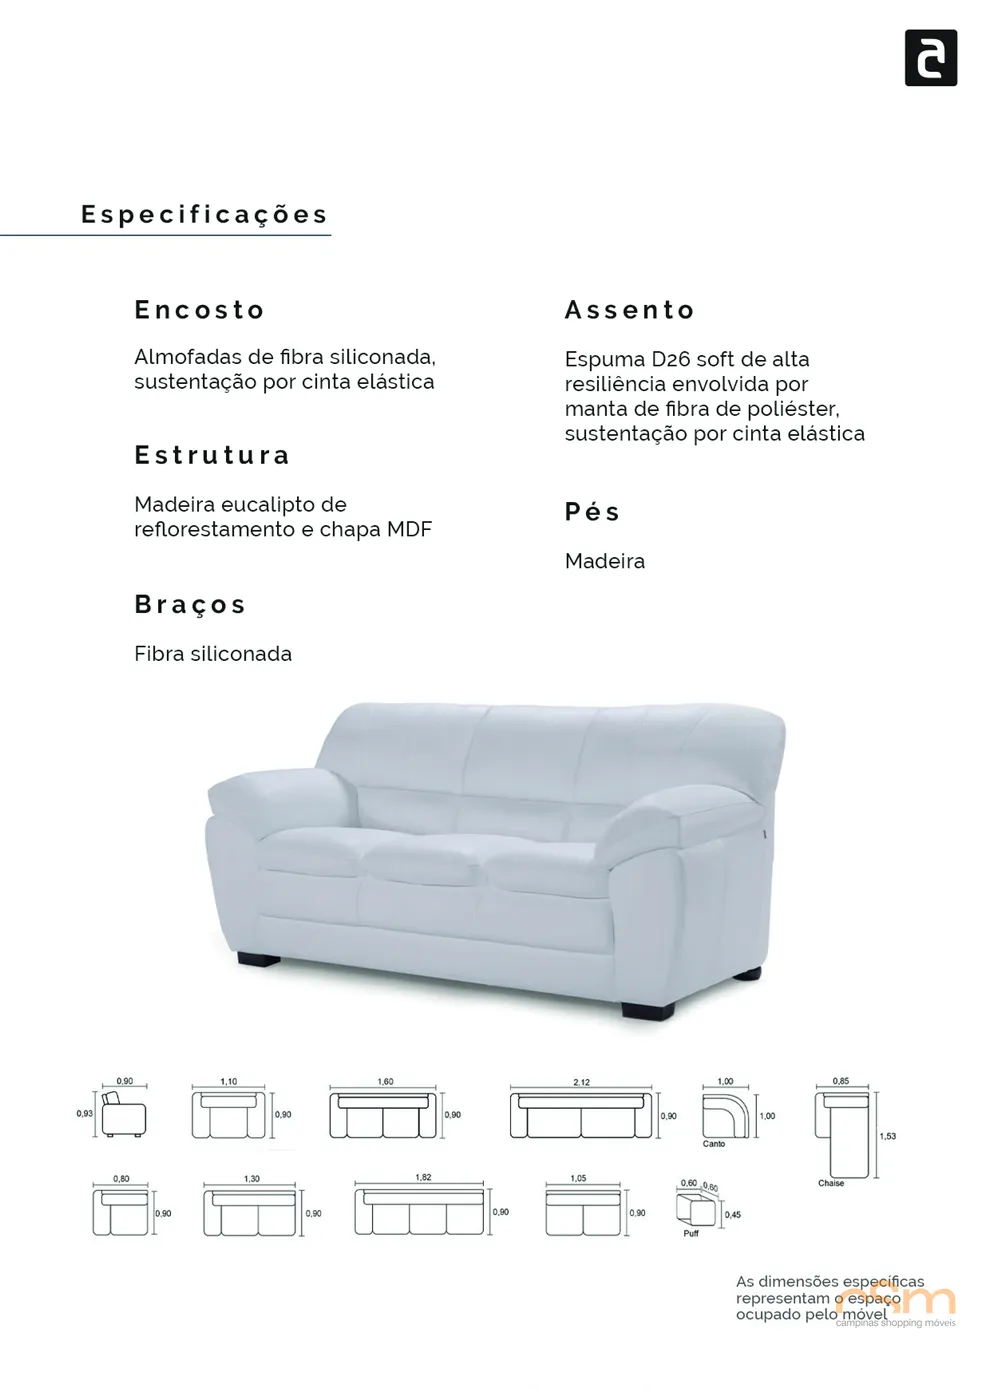 Especificações
Encosto
Almofadas de fibra siliconada,
sustentação por cinta elástica
Estrutura
Madeira eucalipto de
reflorestamento e chapa MDF
Braços
Fibra siliconada
Assento
Espuma D26 soft de alta
resiliência envolvida por
manta de fibra de poliéster,
sustentação por cinta elástica
Pés
Madeira
0,90
0,93
1,10
0,90
1,60
0,90
2,12
0,90
1,00
1,00
Canto
0,85
1,53
Chaise
0,80
0,90
1,30
0,90
1,82
0,90
1,05
0,90
0,60 0,60
0,45
Puff
As dimensões específicas
representam o espaço
ocupado pelo móvel
csm
campinas shopping móveis